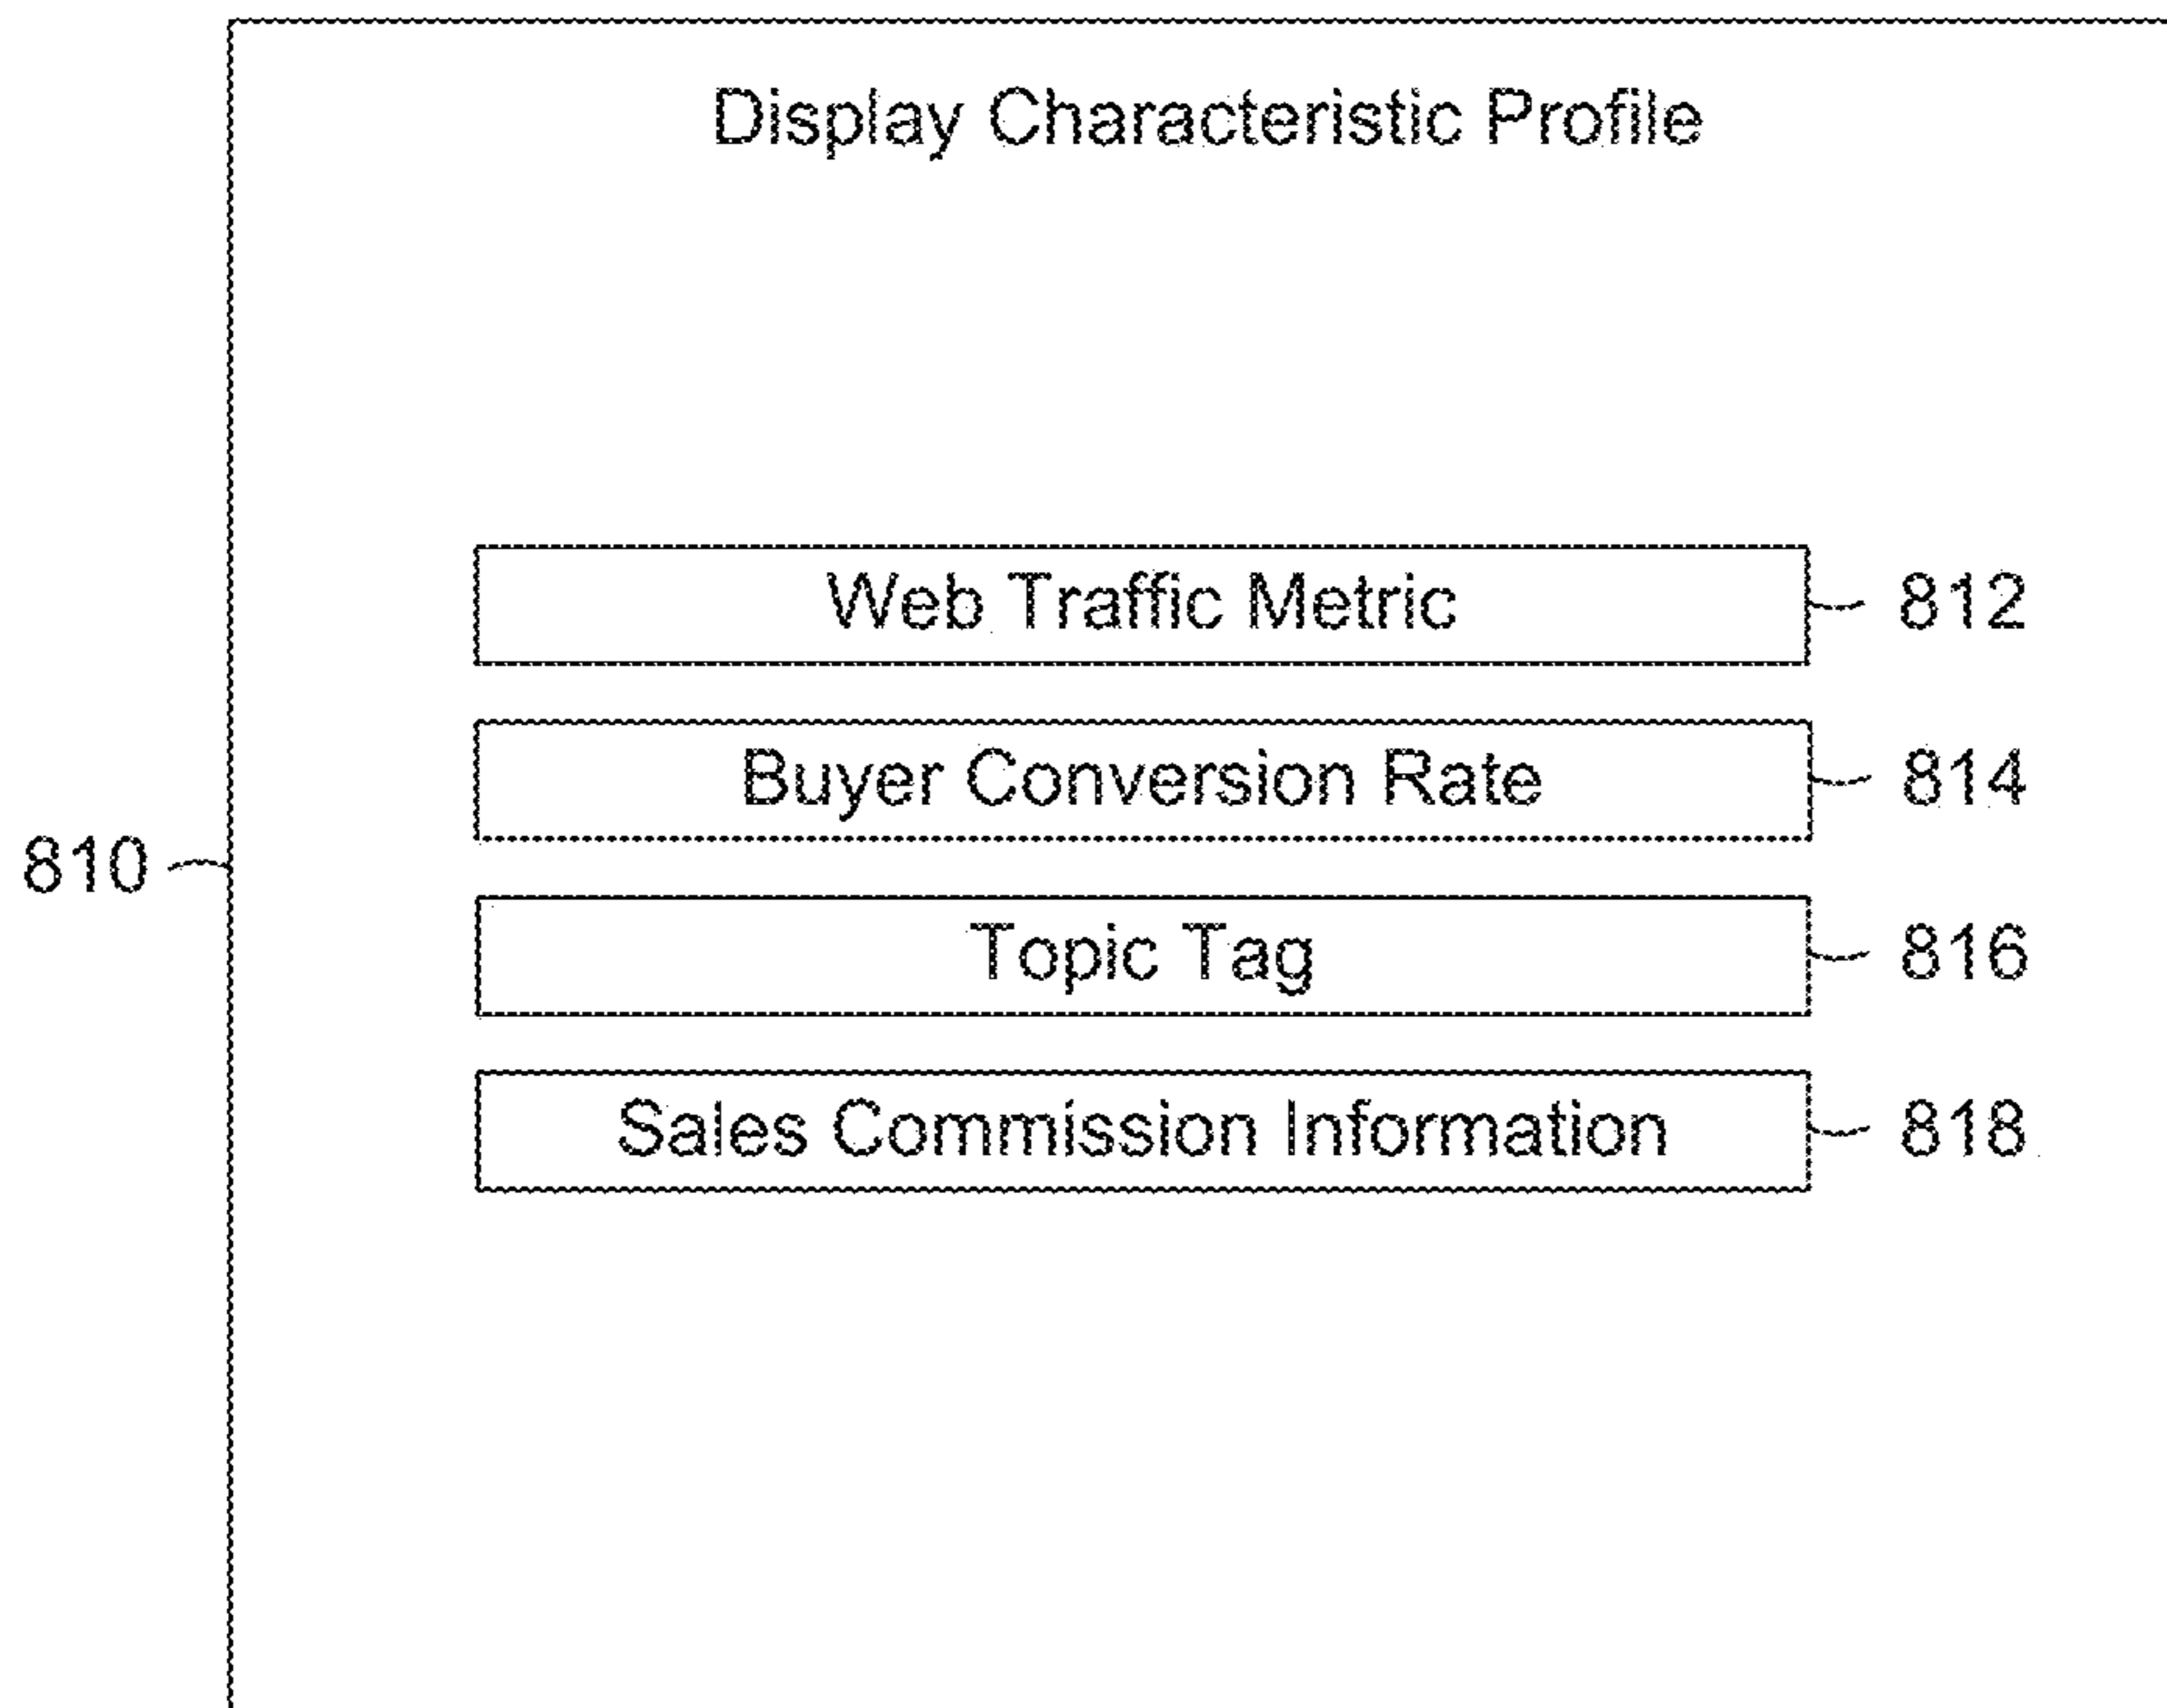 Display Characteristic Profile
Web Traffic Metric 812
Buyer Conversion Rate 814
810
Topic Tag 816
Sales Commission Information 818